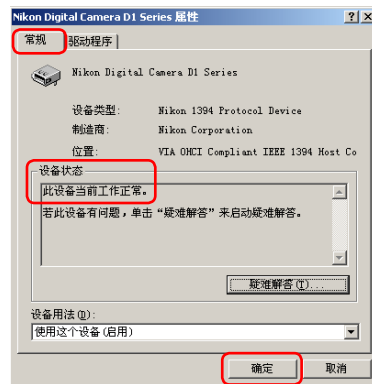 Nikon Digital Camera D1 Series 属性
常规
驱动程序
Nikon Digital Camera D1 Series
设备类型: Nikon 1394 Protocol Device
制造商: Nikon Corporation
位置: VIA OHCI Compliant IEEE 1394 Host Co
设备状态
此设备当前工作正常。
若此设备有问题，单击“疑难解答”来启动疑难解答。
疑难解答(T)...
设备用法(D):
使用这个设备(启用)
确定
取消